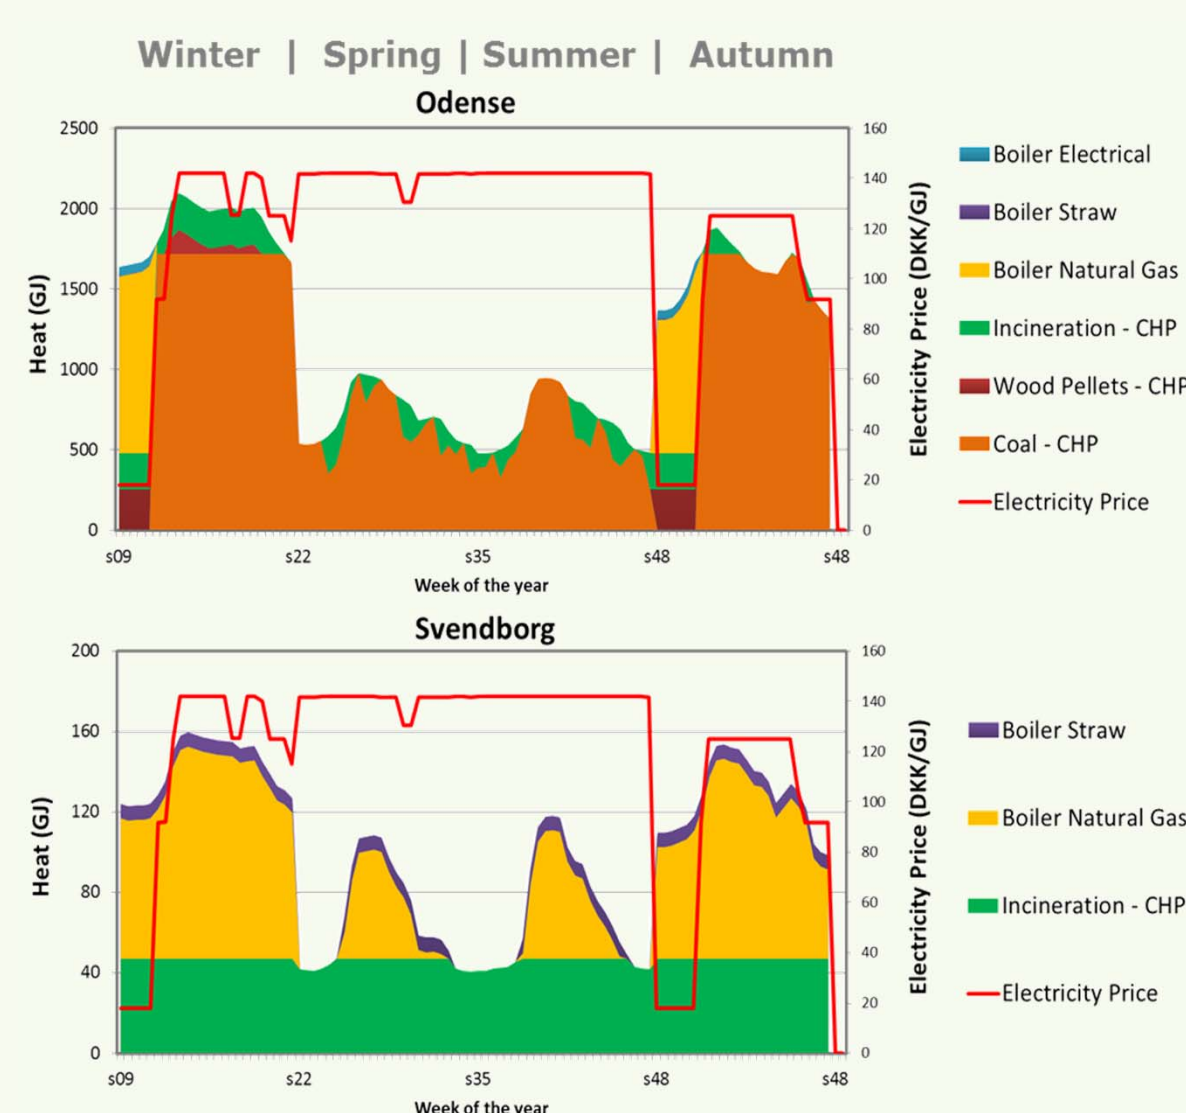 Winter | Spring | Summer | Autumn
Odense
Heat (GJ)
2500
2000
1500
1000
500
0
160
140
120
100
80
60
40
20
0
Electricity Price (DKK/GJ)
s09 s22 s35 s48 s48
Week of the year
Boiler Electrical
Boiler Straw
Boiler Natural Gas
Incineration - CHP
Wood Pellets - CHP
Coal - CHP
Electricity Price
Svendborg
Heat (GJ)
200
160
120
80
40
0
160
140
120
100
80
60
40
20
0
Electricity Price (DKK/GJ)
s09 s22 s35 s48 s48
Week of the year
Boiler Straw
Boiler Natural Gas
Incineration - CHP
Electricity Price